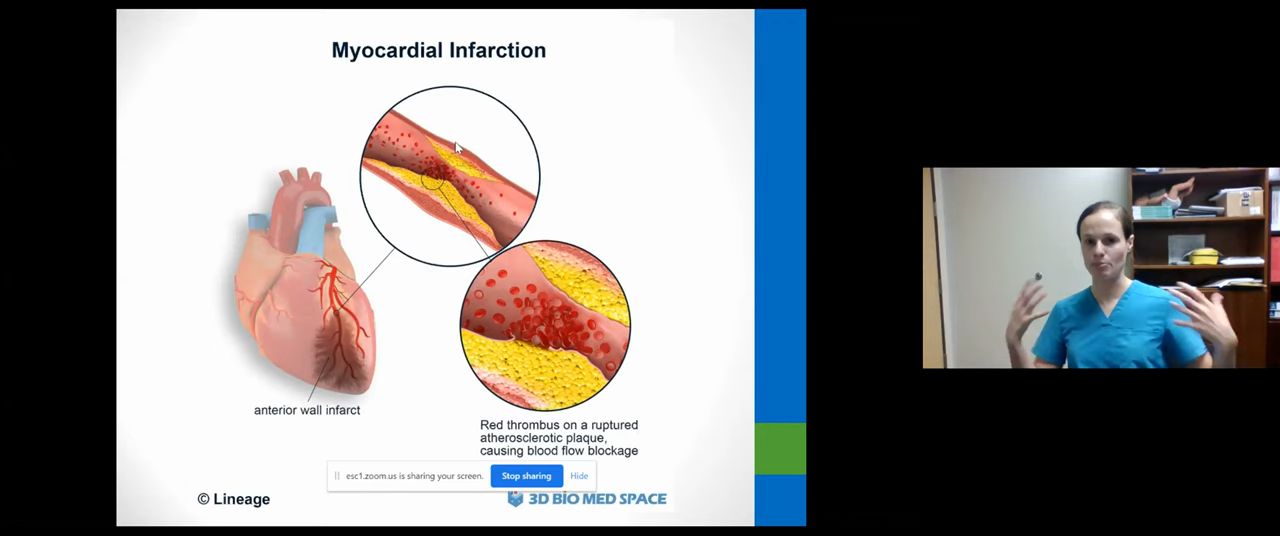 Myocardial Infarction
anterior wall infarct
Red thrombus on a ruptured
atherosclerotic plaque,
causing blood flow blockage
esc1.zoom.us is sharing your screen.
Stop sharing
Hide
© Lineage
3D BIO MED SPACE